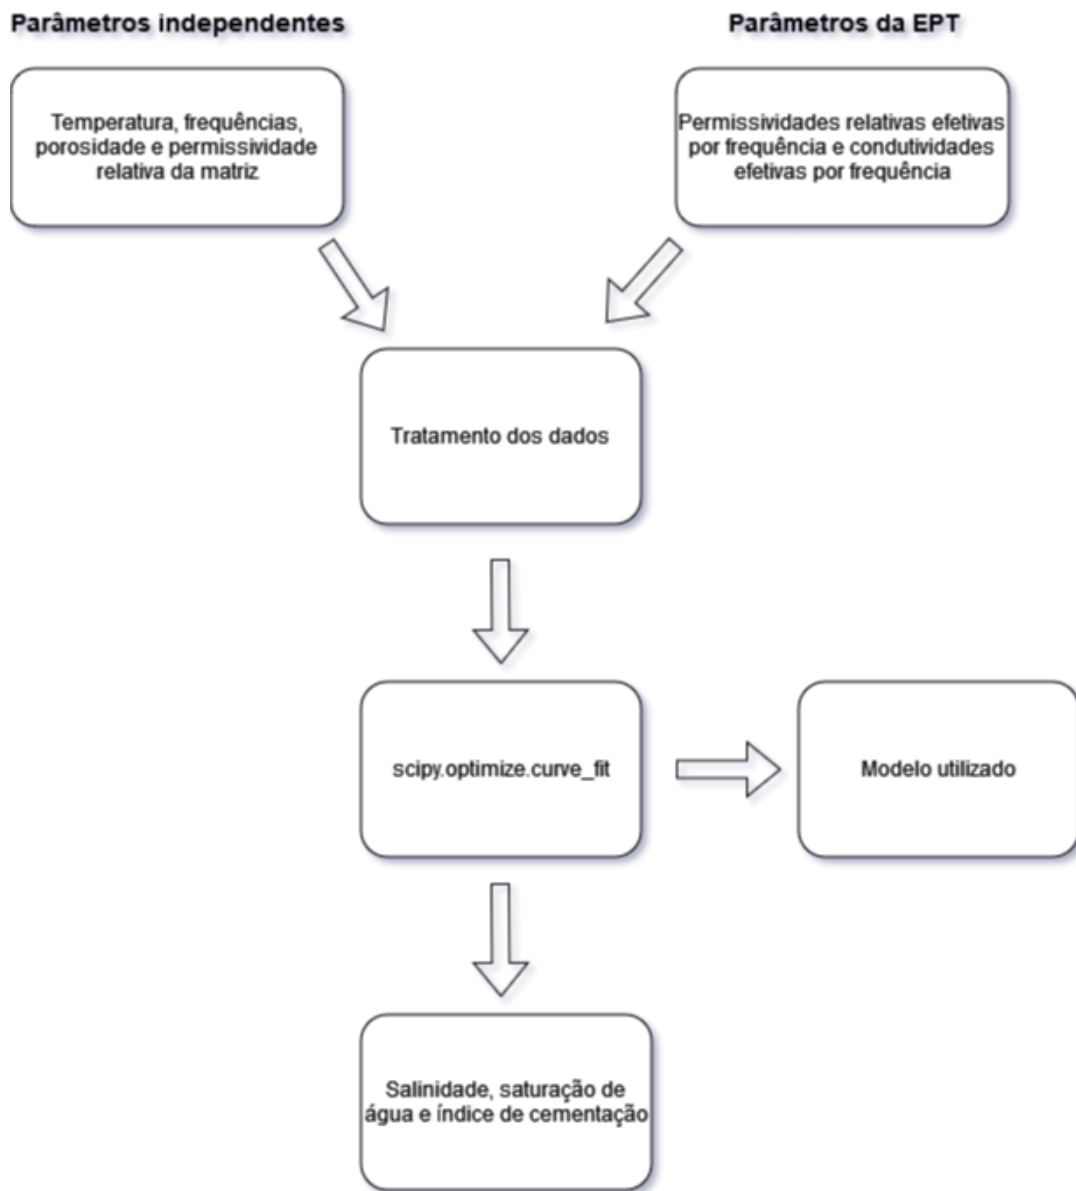 Parâmetros independentes
Parâmetros da EPT
Temperatura, frequências,
porosidade e permissividade
relativa da matriz
Permissividades relativas efetivas
por frequência e condutividades
efetivas por frequência
Tratamento dos dados
scipy.optimize.curve_fit
Modelo utilizado
Salinidade, saturação de
água e índice de cementação